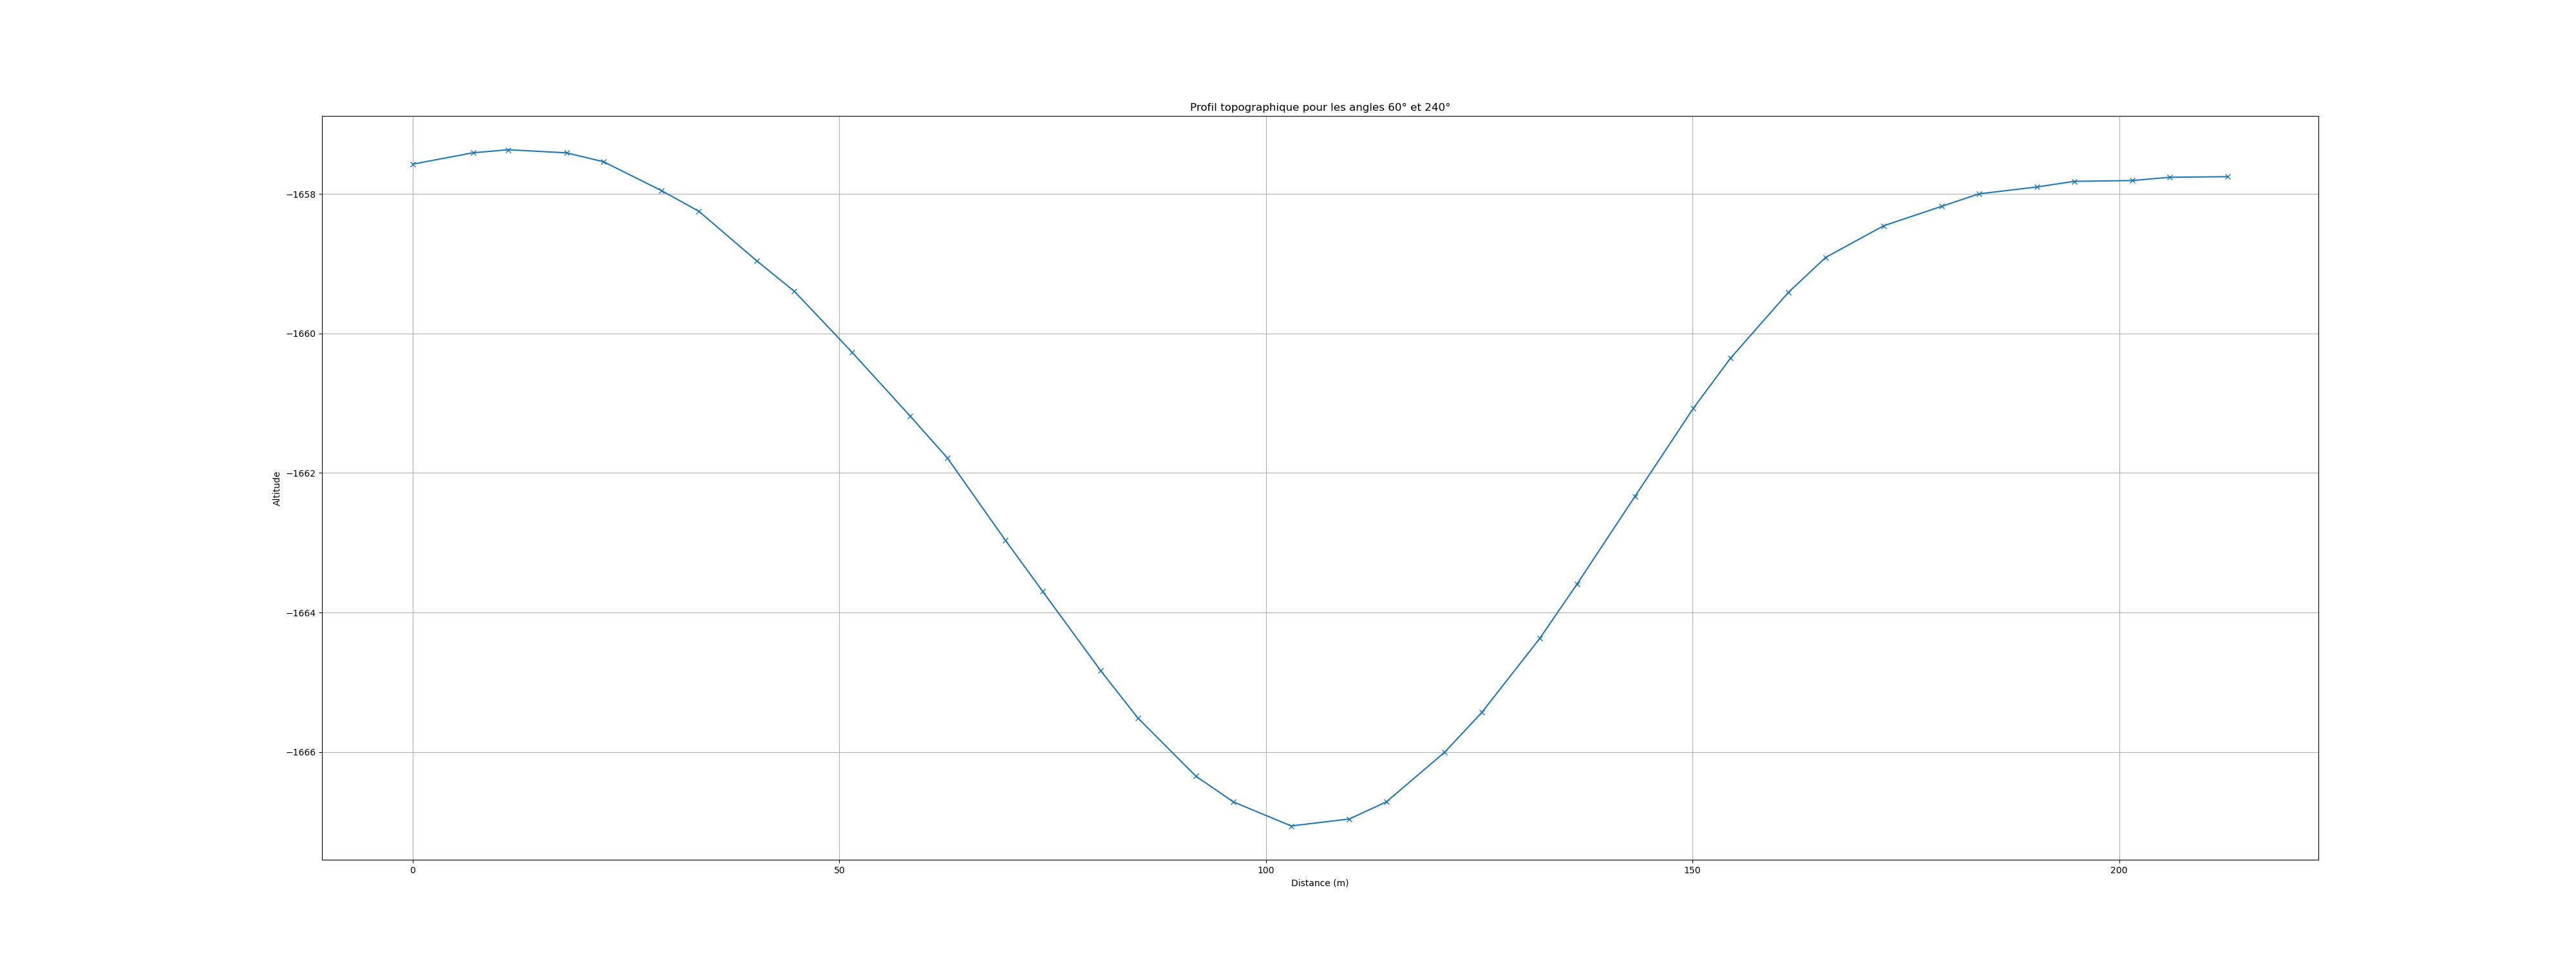 Profil topographique pour les angles 60° et 240°
Altitude
−1658
−1660
−1662
−1664
−1666
0 50 100 150 200
Distance (m)